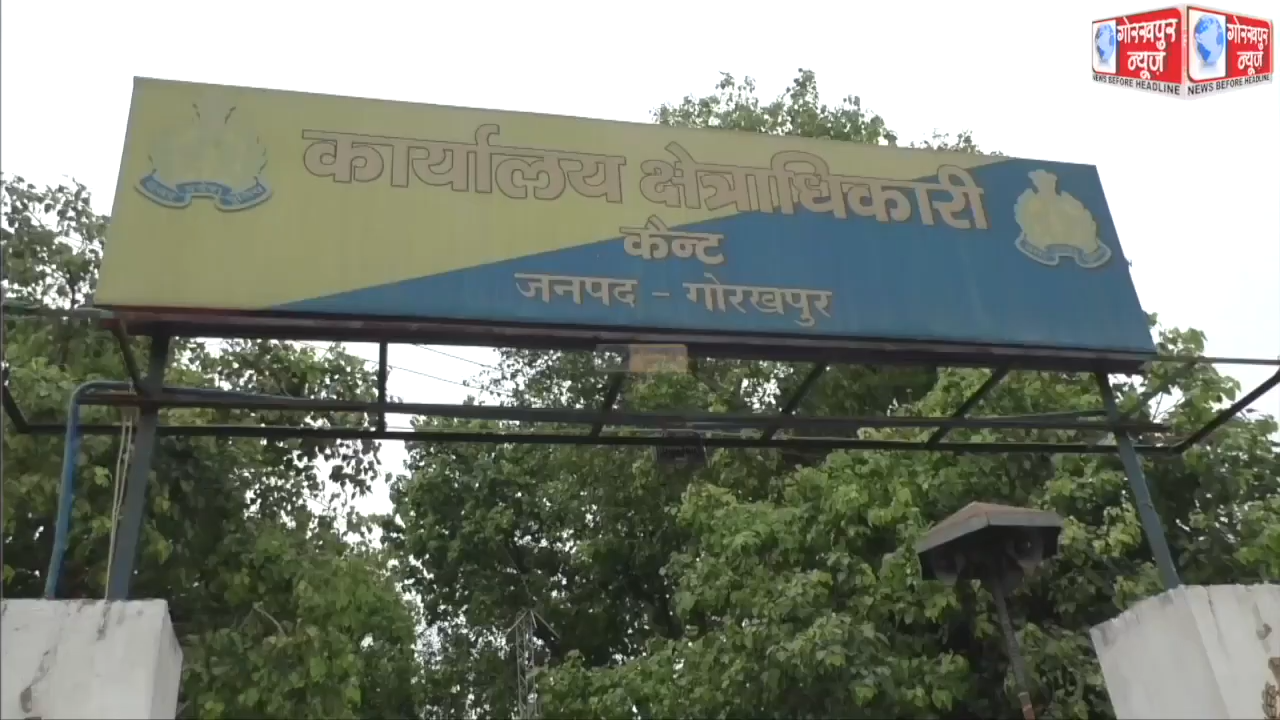 कार्यालय क्षेत्राधिकारी
कैन्ट
जनपद - गोरखपुर
गोरखपुर
न्यूज़
NEWS BEFORE HEADLINE
गोरखपुर
न्यूज़
NEWS BEFORE HEADLINE